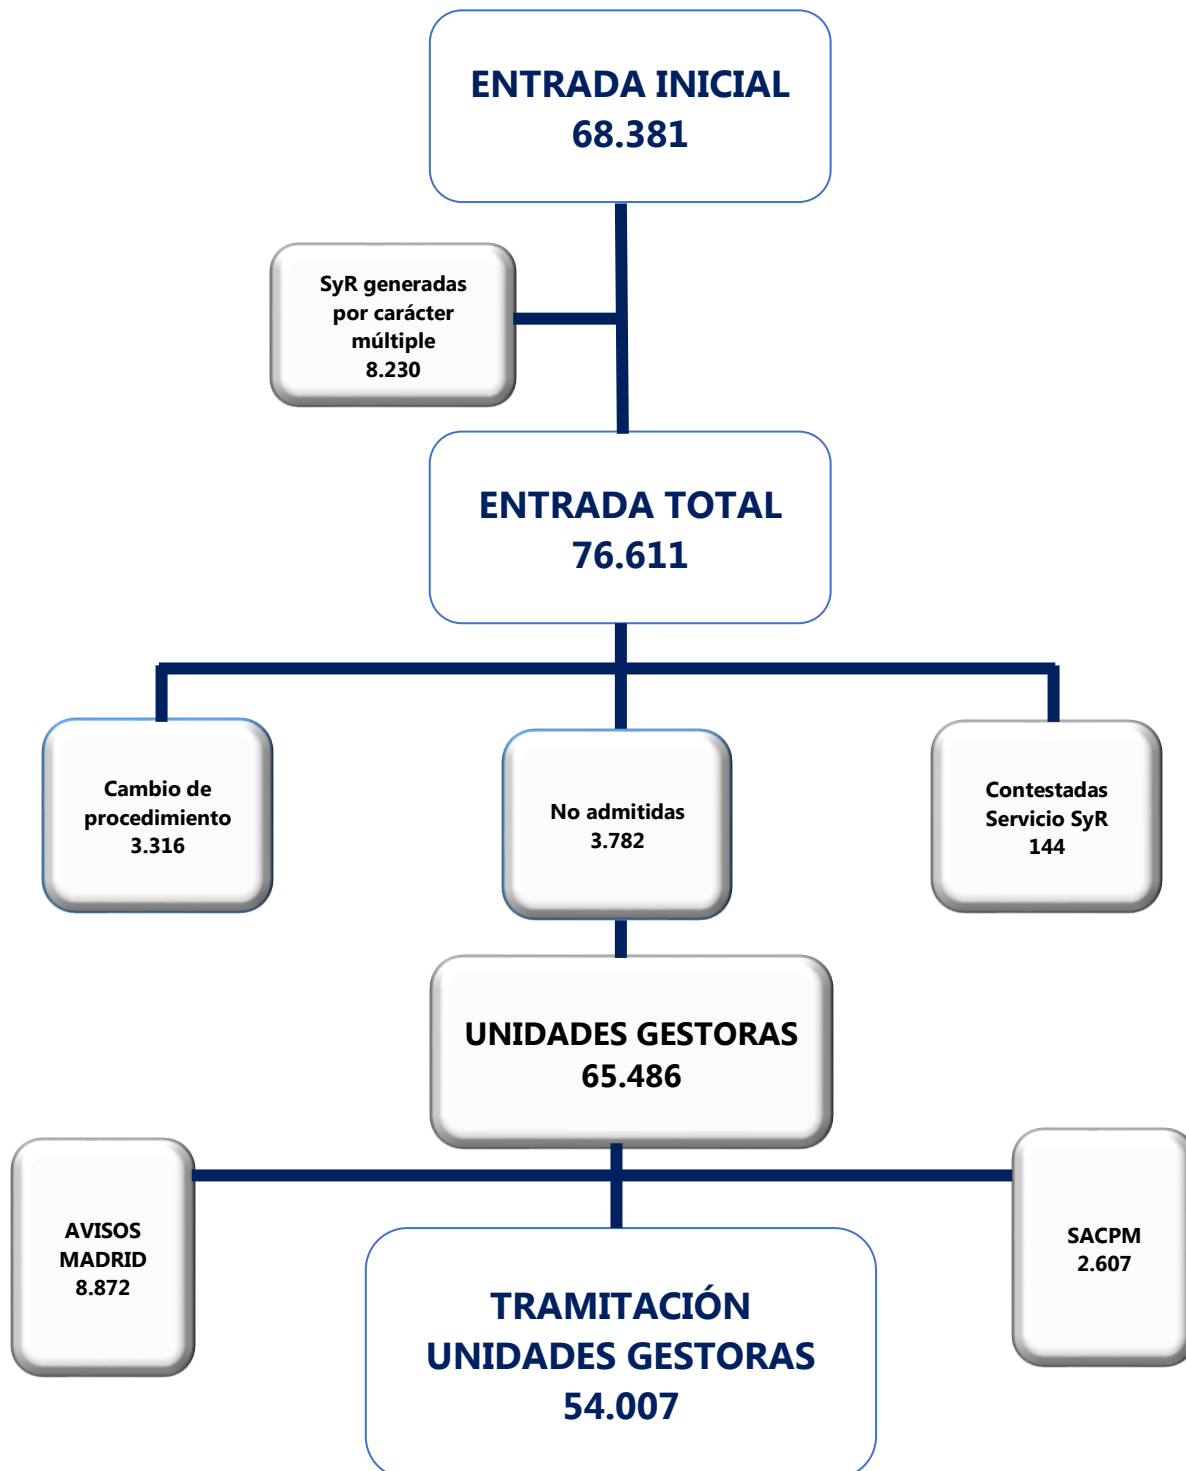 ENTRADA INICIAL
68.381
SyR generadas
por carácter
múltiple
8.230
ENTRADA TOTAL
76.611
Cambio de
procedimiento
3.316
No admitidas
3.782
Contestadas
Servicio SyR
144
UNIDADES GESTORAS
65.486
AVISOS
MADRID
8.872
SACPM
2.607
TRAMITACIÓN
UNIDADES GESTORAS
54.007